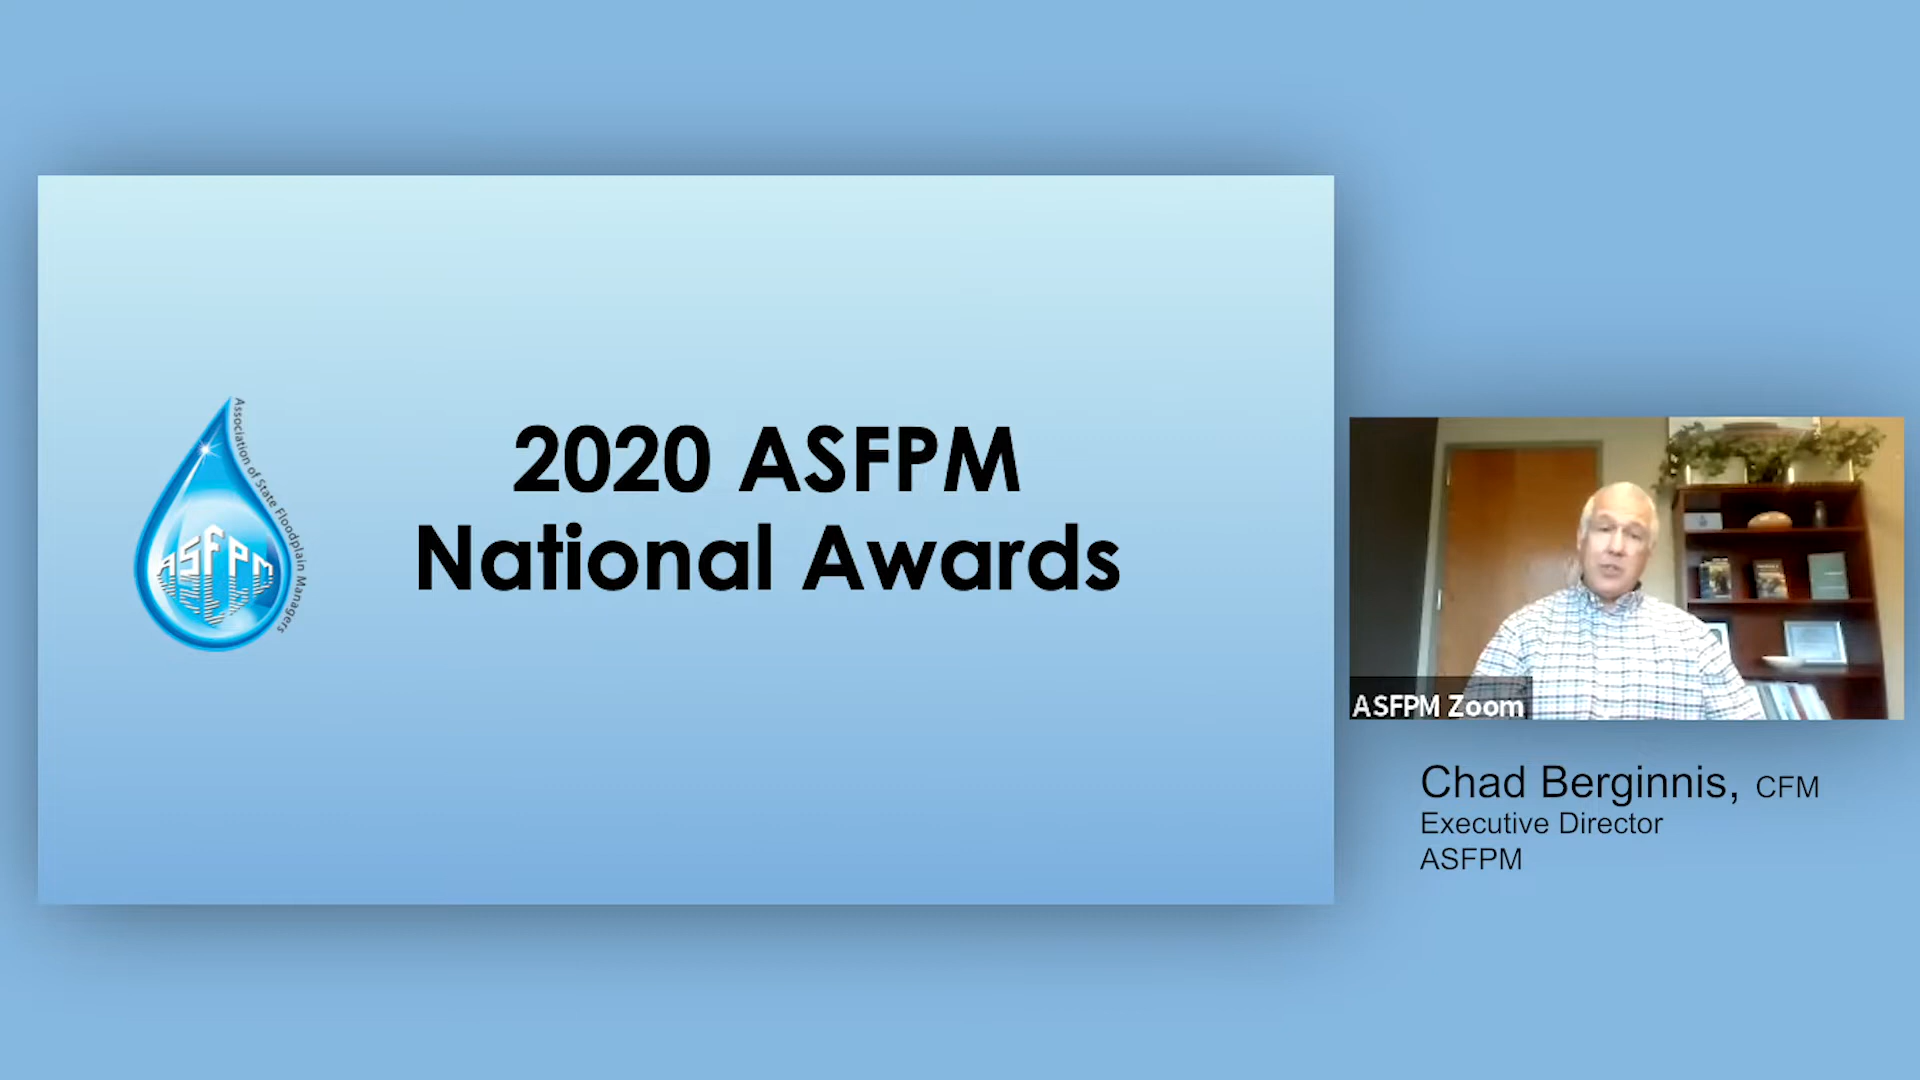 2020 ASFPM
National Awards
Association of State Floodplain Managers
ASFPM
ASFPM Zoom
Chad Berginnis, CFM
Executive Director
ASFPM